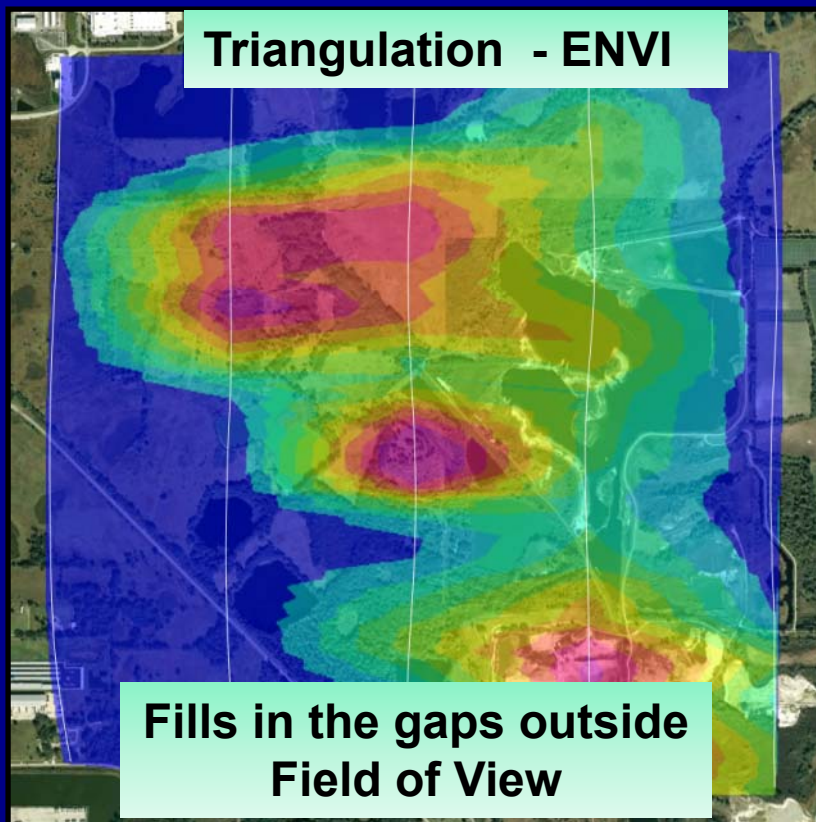 Triangulation - ENVI
Fills in the gaps outside
Field of View